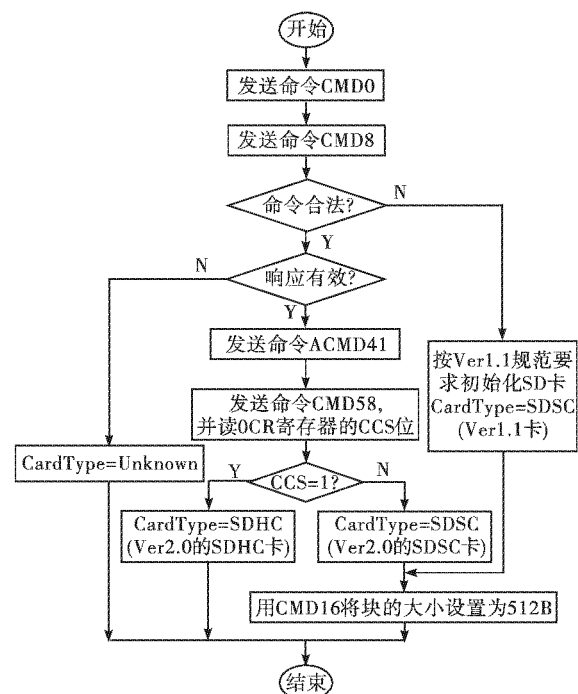 开始
发送命令CMD0
发送命令CMD8
命令合法?
N
Y
响应有效?
N
Y
发送命令ACMD41
按Ver1.1规范要
求初始化SD卡
CardType=SDSC
(Ver1.1卡)
发送命令CMD58,
并读OCR寄存器的CCS位
CardType=Unknown
CCS=1?
Y
N
CardType=SDHC
(Ver2.0的SDHC卡)
CardType=SDSC
(Ver2.0的SDSC卡)
用CMD16将块的大小设置为512B
结束